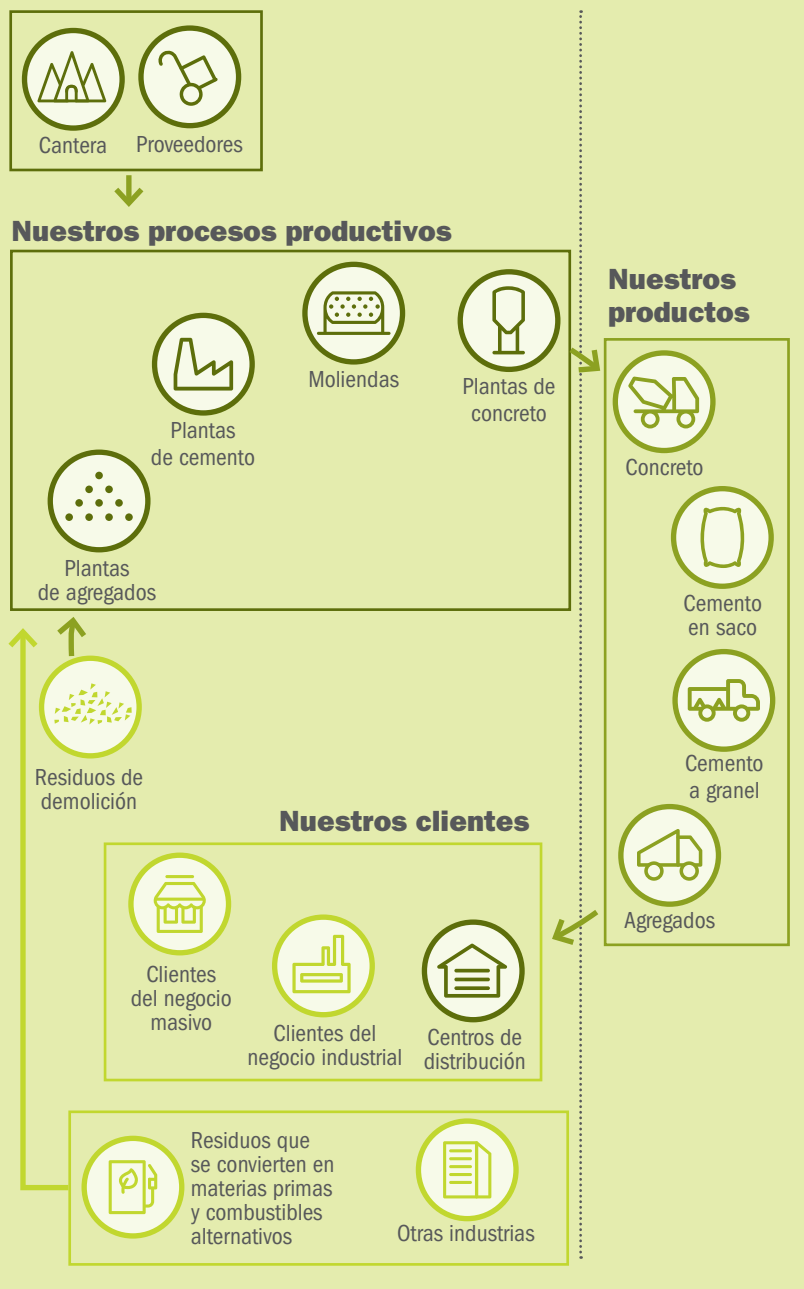 Cantera
Proveedores
Nuestros procesos productivos
Moliendas
Plantas de
concreto
Plantas
de cemento
Plantas
de agregados
Nuestros
productos
Concreto
Cemento
en saco
Cemento
a granel
Agregados
Residuos de
demolición
Nuestros clientes
Clientes
del negocio
masivo
Clientes del
negocio industrial
Centros de
distribución
Residuos que
se convierten en
materias primas
y combustibles
alternativos
Otras industrias